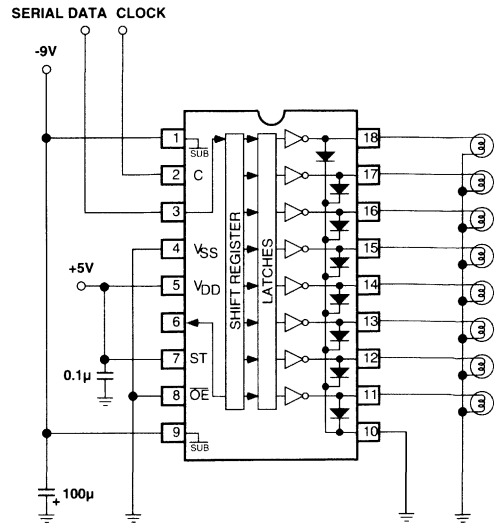 SERIAL DATA CLOCK
-9V
1 SUB 18
2 C 17
3 16
4 VSS 15
+5V 5 VDD 14
6 13
7 ST 12
0.1µ
8 OE 11
9 SUB 10
SHIFT REGISTER
LATCHES
+ 100µ